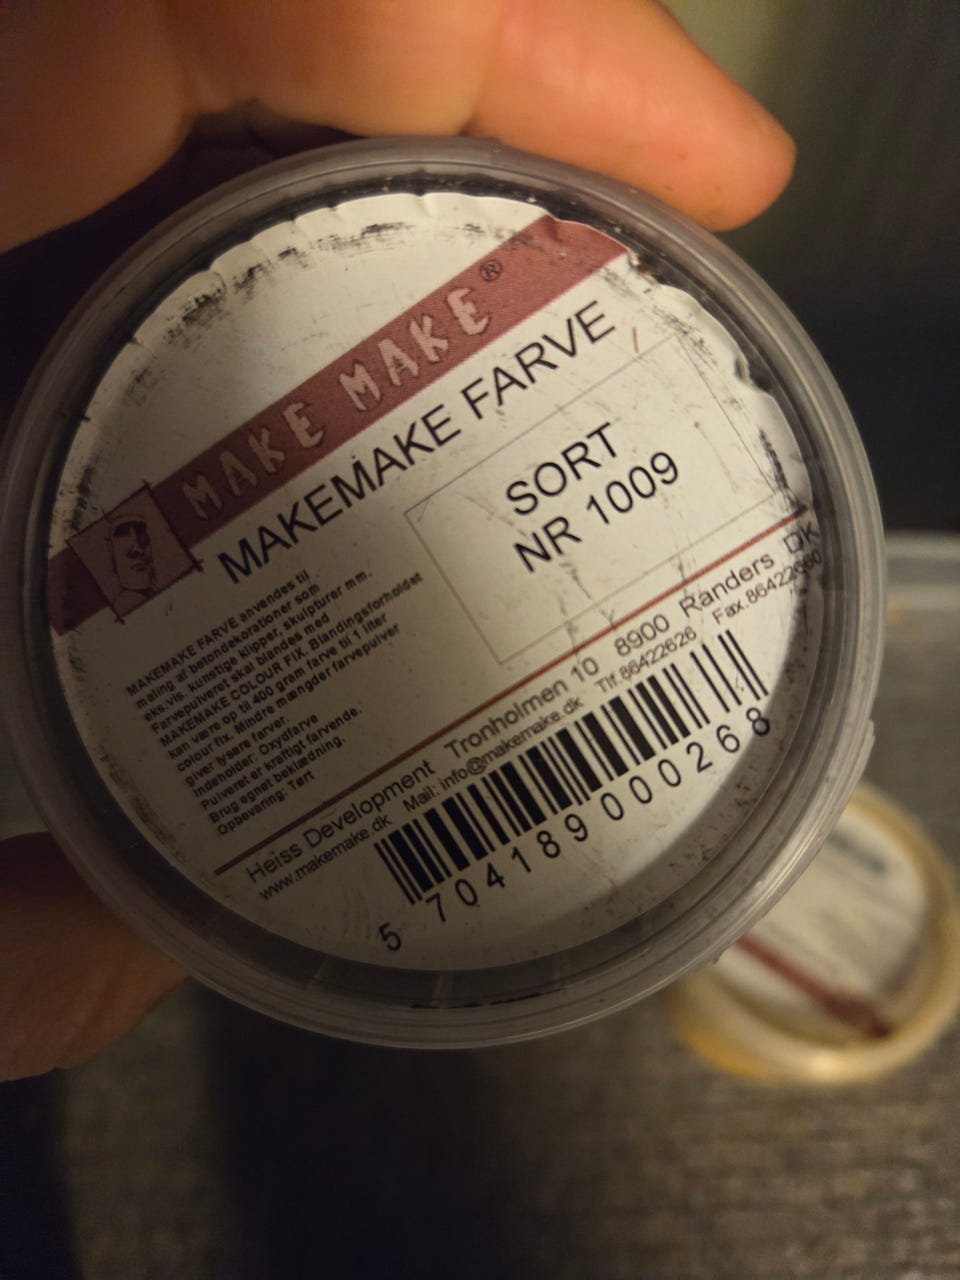 MAKE MAKE®
MAKEMAKE FARVE
SORT
NR 1009
MAKEMAKE FARVE anvendes til
maling af betondekorationer som
eks.vis. kunstige klipper, skulpturer mm.
Farvepulveret skal blandes med
MAKEMAKE COLOUR FIX. Blandingsforholdet
kan være op til 400 gram farve til 1 liter
colour fix. Mindre mængder farvepulver
giver lysere farver.
Indeholder: Oxydfarve
Pulveret er kraftigt farvende.
Brug egnet beklædning.
Opbevaring: Tørt
Heiss Development Tronholmen 10 8900 Randers DK
www.makemake.dk Mail: info@makemake.dk Tlf.86422626 Fax.
5 704189 000268